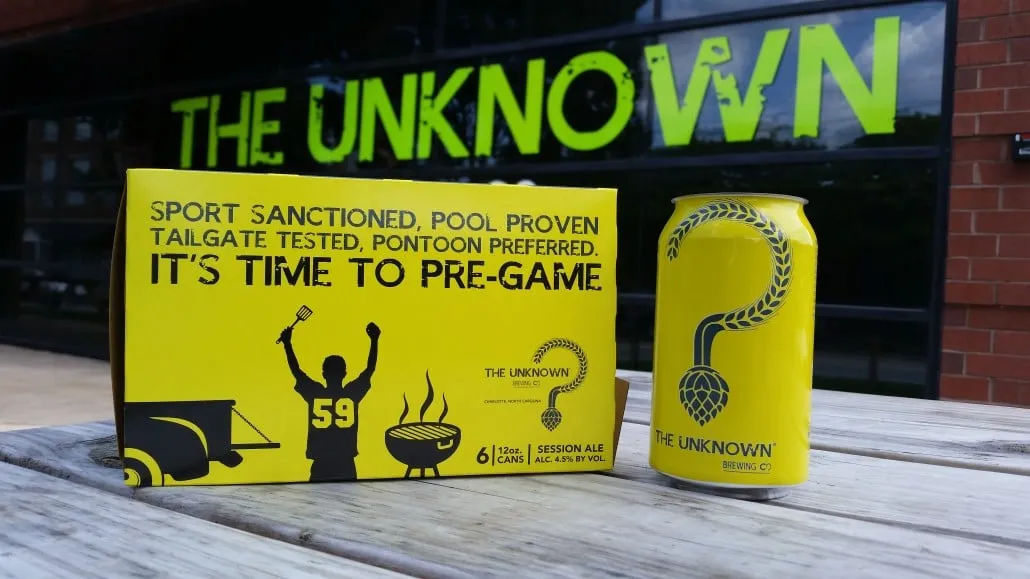 THE UNKNOWN
SPORT SANCTIONED, POOL PROVEN
TAILGATE TESTED, PONTOON PREFERRED.
IT'S TIME TO PRE-GAME
59
THE UNKNOWN
BREWING CO
CHARLOTTE, NORTH CAROLINA
6 | 12oz. CANS | SESSION ALE
ALC. 4.5% BY VOL.
THE UNKNOWN®
BREWING CO